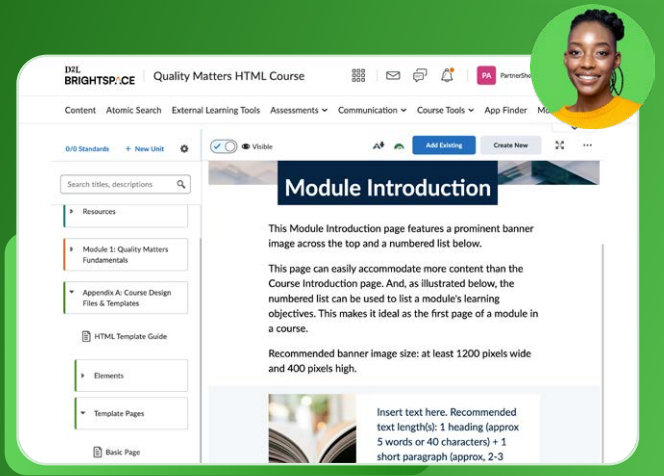 D2L
BRIGHTSPACE
Quality Matters HTML Course
PA
Content Atomic Search External Learning Tools Assessments Communication Course Tools App Finder
0/0 Standards + New Unit
Visible
Add Existing
Create New
Search titles, descriptions
Resources
Module 1: Quality Matters
Fundamentals
Appendix A: Course Design
Files & Templates
HTML Template Guide
Elements
Template Pages
Basic Page
Module Introduction
This Module Introduction page features a prominent banner
image across the top and a numbered list below.
This page can easily accommodate more content than the
Course Introduction page. And, as illustrated below, the
numbered list can be used to list a module's learning
objectives. This makes it ideal as the first page of a module in
a course.
Recommended banner image size: at least 1200 pixels wide
and 400 pixels high.
Insert text here. Recommended
text length(s): 1 heading (approx
5 words or 40 characters) + 1
short paragraph (approx, 2-3